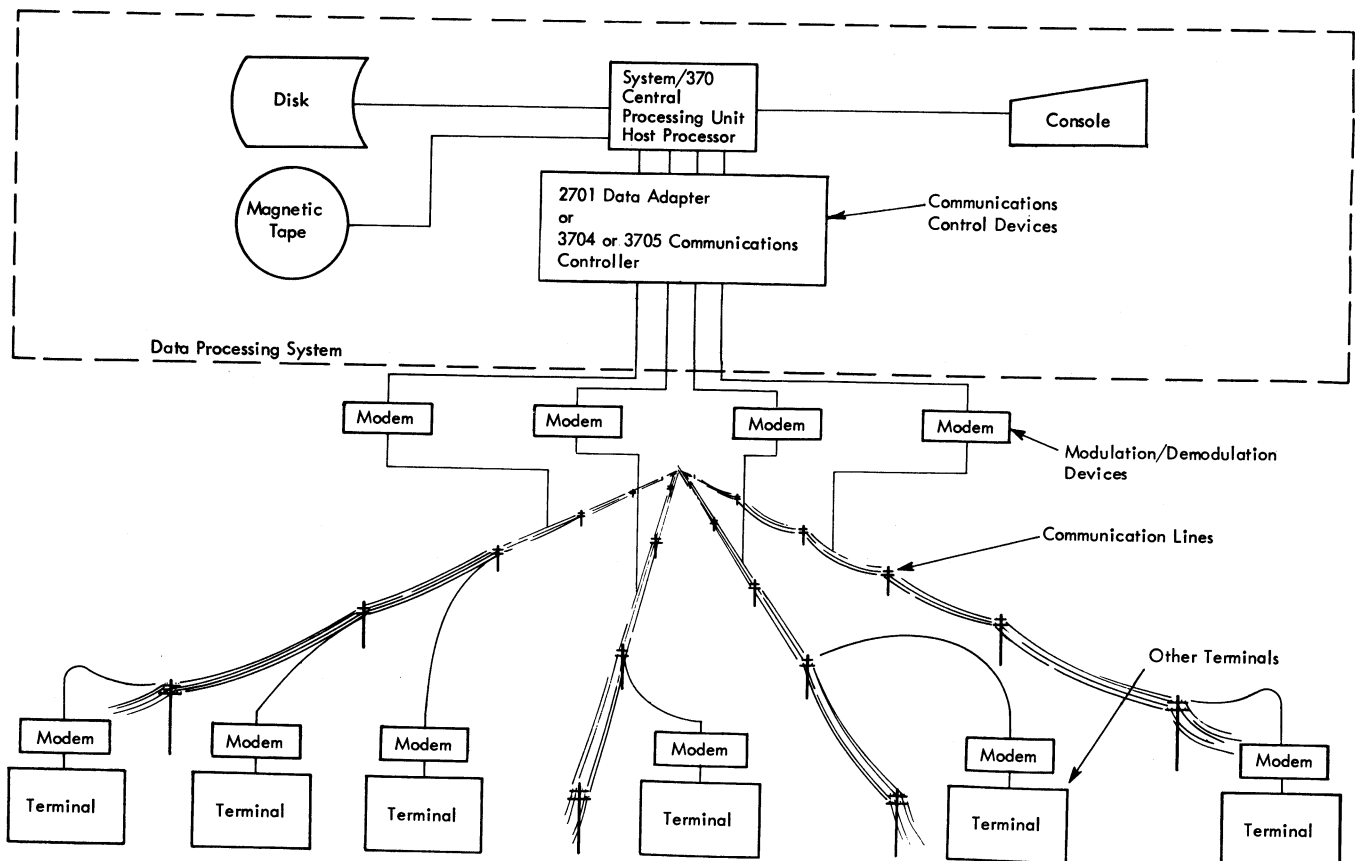 Disk
System/370
Central
Processing Unit
Host Processor
Console
Magnetic
Tape
2701 Data Adapter
or
3704 or 3705 Communications
Controller
Communications
Control Devices
Data Processing System
Modem
Modem
Modem
Modem
Modulation/Demodulation
Devices
Communication Lines
Other Terminals
Modem
Modem
Modem
Modem
Modem
Modem
Terminal
Terminal
Terminal
Terminal
Terminal
Terminal